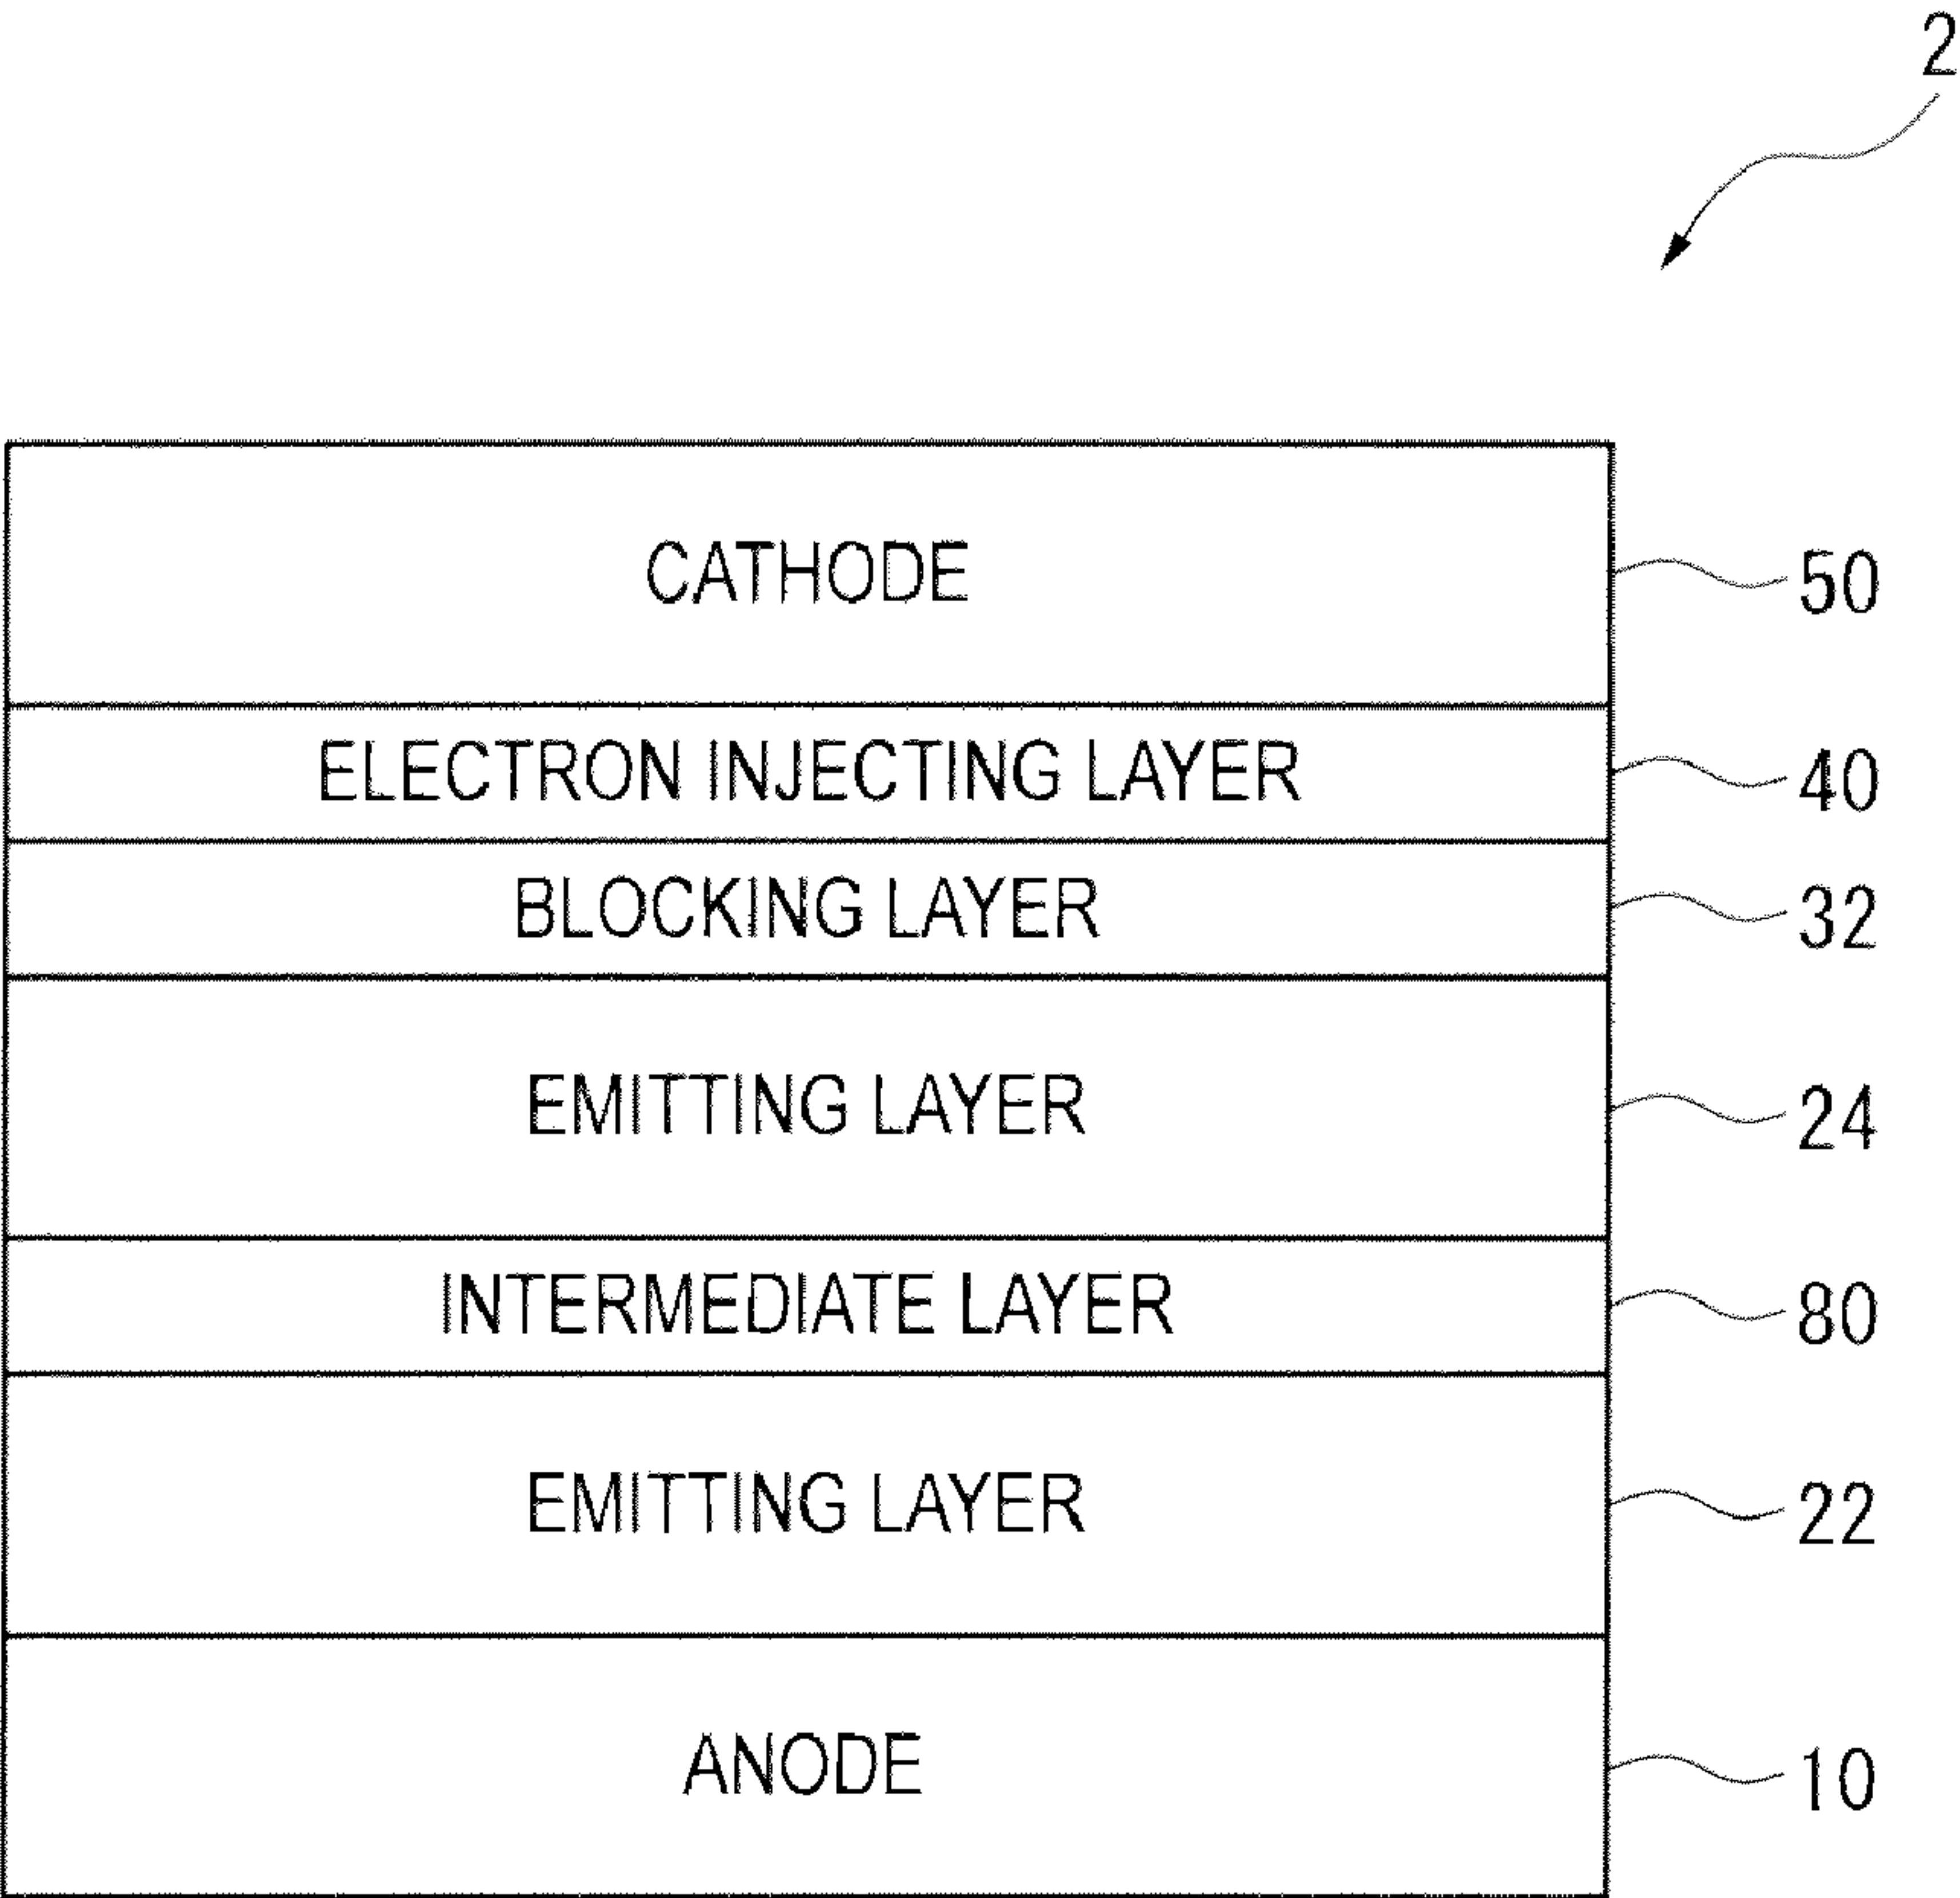 2
CATHODE 50
ELECTRON INJECTING LAYER 40
BLOCKING LAYER 32
EMITTING LAYER 24
INTERMEDIATE LAYER 80
EMITTING LAYER 22
ANODE 10